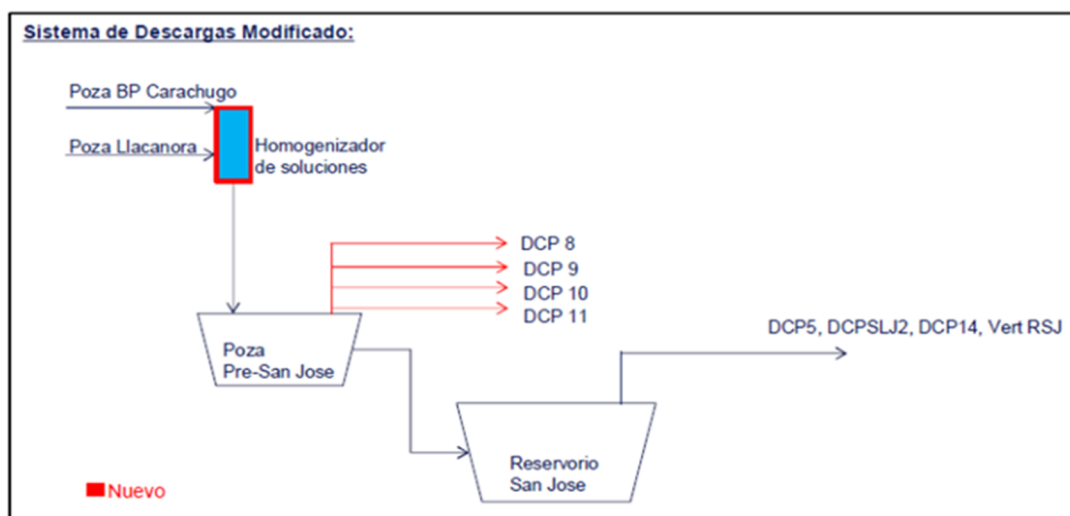 Sistema de Descargas Modificado:
Poza BP Carachugo
Poza Llacanora
Homogenizador
de soluciones
DCP 8
DCP 9
DCP 10
DCP 11
DCP5, DCPSLJ2, DCP14, Vert RSJ
Poza
Pre-San Jose
Reservorio
San Jose
Nuevo